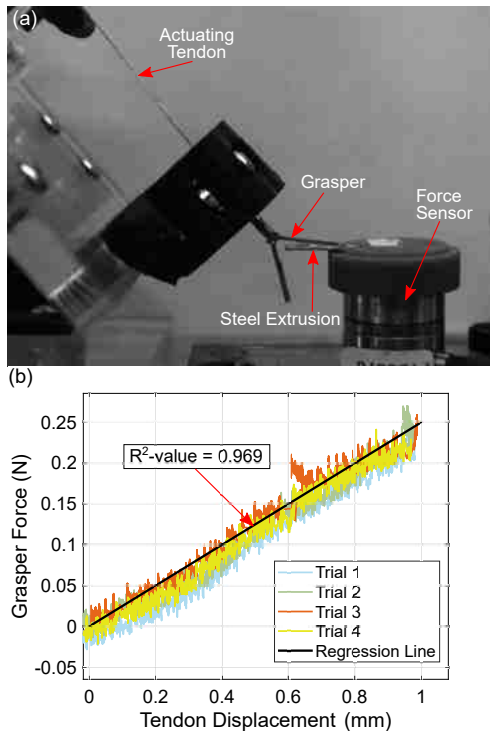 (a)
Actuating
Tendon
Grasper
Force
Sensor
Steel Extrusion
(b)
0.25
0.2
0.15
0.1
0.05
0
-0.05
Grasper Force (N)
R²-value = 0.969
Trial 1
Trial 2
Trial 3
Trial 4
Regression Line
0
0.2
0.4
0.6
0.8
1
Tendon Displacement (mm)